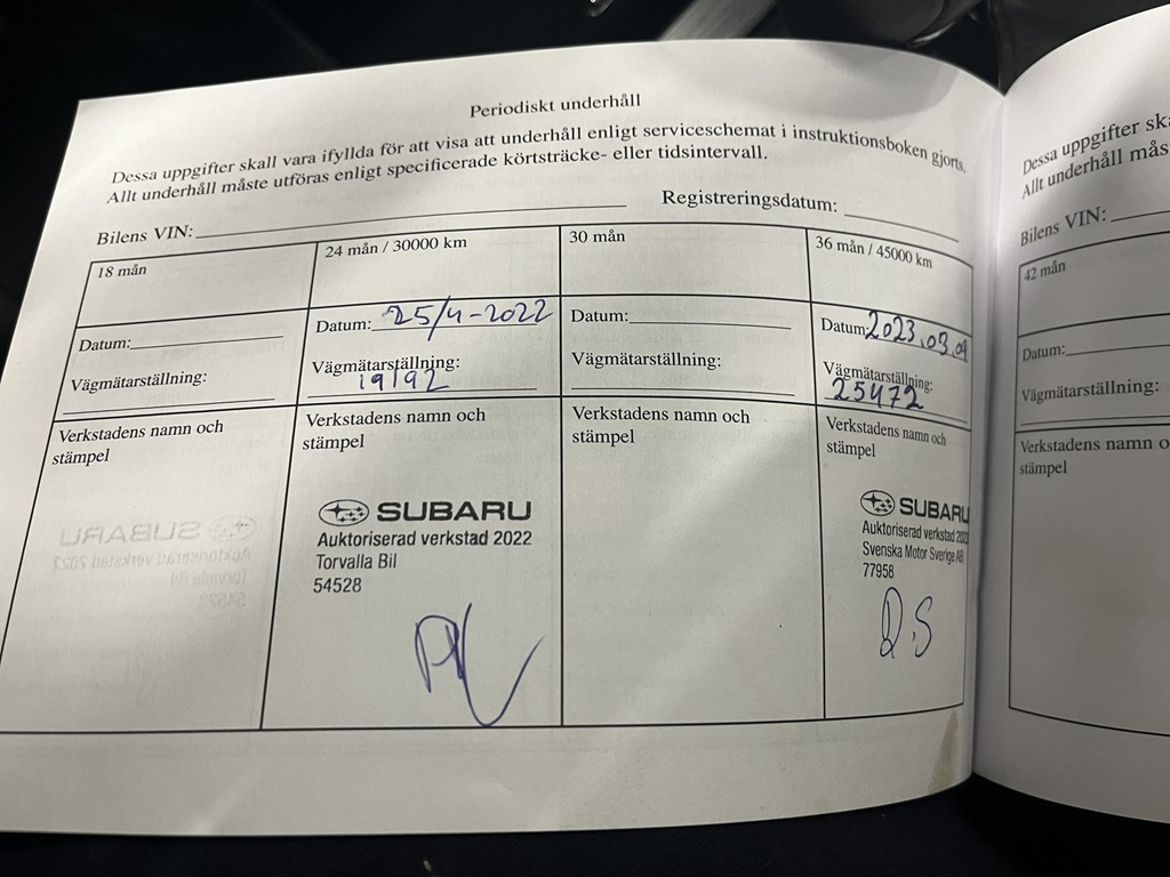 Periodiskt underhåll
Dessa uppgifter skall vara ifyllda för att visa att underhåll enligt serviceschemat i instruktionsboken gjorts.
Allt underhåll måste utföras enligt specificerade körtsträcke- eller tidsintervall.
Bilens VIN:
Registreringsdatum:
18 mån
Datum:
Vägmätarställning:
Verkstadens namn och
stämpel
24 mån / 30000 km
Datum: 25/4-2022
Vägmätarställning:
19192
Verkstadens namn och
stämpel
SUBARU
Auktoriserad verkstad 2022
Torvalla Bil
54528
30 mån
Datum:
Vägmätarställning:
Verkstadens namn och
stämpel
36 mån / 45000 km
Datum: 2023.03.09
Vägmätarställning:
25472
Verkstadens namn och
stämpel
SUBARU
Auktoriserad verkstad 2022
Svenska Motor Sverige AB
77958
Dessa uppgifter ska
Allt underhåll mås
Bilens VIN:
42 mån
Datum:
Vägmätarställning:
Verkstadens namn o
stämpel